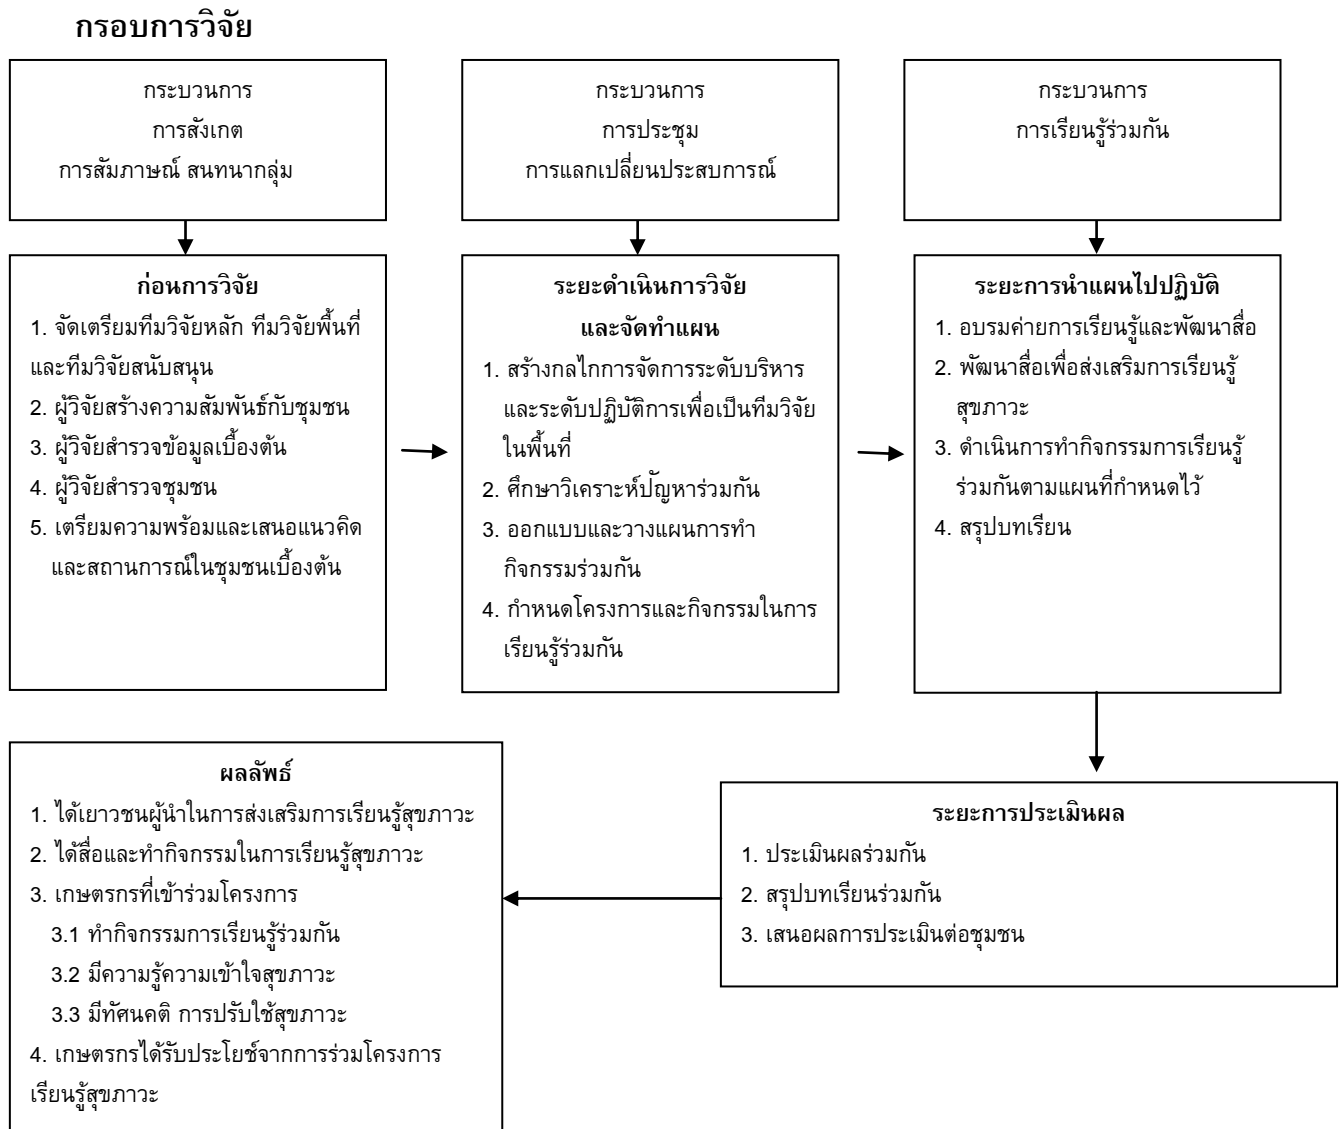 กรอบการวิจัย
กระบวนการ
การสังเกต
การสัมภาษณ์ สนทนากลุ่ม
กระบวนการ
การประชุม
การแลกเปลี่ยนประสบการณ์
กระบวนการ
การเรียนรู้ร่วมกัน
ก่อนการวิจัย
1. จัดเตรียมทีมวิจัยหลัก ทีมวิจัยพื้นที่
และทีมวิจัยสนับสนุน
2. ผู้วิจัยสร้างความสัมพันธ์กับชุมชน
3. ผู้วิจัยสำรวจข้อมูลเบื้องต้น
4. ผู้วิจัยสำรวจชุมชน
5. เตรียมความพร้อมและเสนอแนวคิด
และสถานการณ์ในชุมชนเบื้องต้น
ระยะดำเนินการวิจัย
และจัดทำแผน
1. สร้างกลไกการจัดการระดับบริหาร
และระดับปฏิบัติการเพื่อเป็นทีมวิจัย
ในพื้นที่
2. ศึกษาวิเคราะห์ปัญหาร่วมกัน
3. ออกแบบและวางแผนการทำ
กิจกรรมร่วมกัน
4. กำหนดโครงการและกิจกรรมในการ
เรียนรู้ร่วมกัน
ระยะการนำแผนไปปฏิบัติ
1. อบรมค่ายการเรียนรู้และพัฒนาสื่อ
2. พัฒนาสื่อเพื่อส่งเสริมการเรียนรู้
สุขภาวะ
3. ดำเนินการทำกิจกรรมการเรียนรู้
ร่วมกันตามแผนที่กำหนดไว้
4. สรุปบทเรียน
ผลลัพธ์
1. ได้เยาวชนผู้นำในการส่งเสริมการเรียนรู้สุขภาวะ
2. ได้สื่อและทำกิจกรรมในการเรียนรู้สุขภาวะ
3. เกษตรกรที่เข้าร่วมโครงการ
3.1 ทำกิจกรรมการเรียนรู้ร่วมกัน
3.2 มีความรู้ความเข้าใจสุขภาวะ
3.3 มีทัศนคติ การปรับใช้สุขภาวะ
4. เกษตรกรได้รับประโยช์จากการร่วมโครงการ
เรียนรู้สุขภาวะ
ระยะการประเมินผล
1. ประเมินผลร่วมกัน
2. สรุปบทเรียนร่วมกัน
3. เสนอผลการประเมินต่อชุมชน